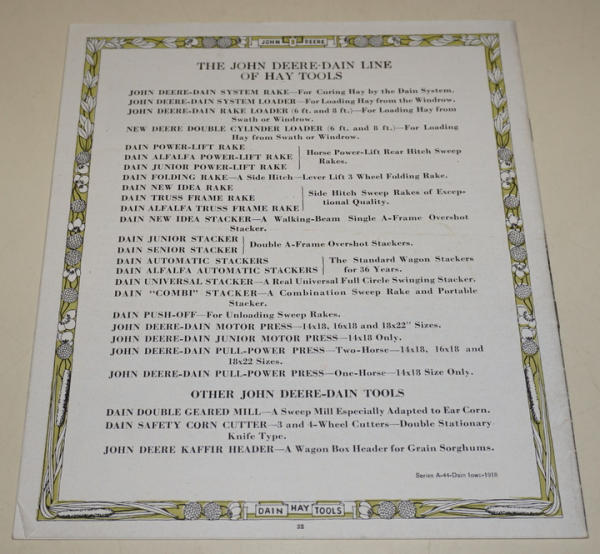 JOHN DEERE
THE JOHN DEERE-DAIN LINE
OF HAY TOOLS
JOHN DEERE-DAIN SYSTEM RAKE—For Curing Hay by the Dain System.
JOHN DEERE-DAIN SYSTEM LOADER—For Loading Hay from the Windrow.
JOHN DEERE-DAIN RAKE LOADER (6 ft. and 8 ft.)—For Loading Hay from
Swath or Windrow.
NEW DEERE DOUBLE CYLINDER LOADER (6 ft. and 8 ft.)—For Loading
Hay from Swath or Windrow.
DAIN POWER-LIFT RAKE
DAIN ALFALFA POWER-LIFT RAKE
DAIN JUNIOR POWER-LIFT RAKE
Horse Power-Lift Rear Hitch Sweep
Rakes.
DAIN FOLDING RAKE—A Side Hitch—Lever Lift 3 Wheel Folding Rake.
DAIN NEW IDEA RAKE
DAIN TRUSS FRAME RAKE
DAIN ALFALFA TRUSS FRAME RAKE
Side Hitch Sweep Rakes of Excep-
tional Quality.
DAIN NEW IDEA STACKER—A Walking-Beam Single A-Frame Overshot
Stacker.
DAIN JUNIOR STACKER
DAIN SENIOR STACKER
Double A-Frame Overshot Stackers.
DAIN AUTOMATIC STACKERS
DAIN ALFALFA AUTOMATIC STACKERS
The Standard Wagon Stackers
for 36 Years.
DAIN UNIVERSAL STACKER—A Real Universal Full Circle Swinging Stacker.
DAIN "COMBI" STACKER—A Combination Sweep Rake and Portable
Stacker.
DAIN PUSH-OFF—For Unloading Sweep Rakes.
JOHN DEERE-DAIN MOTOR PRESS—14x18, 16x18 and 18x22" Sizes.
JOHN DEERE-DAIN JUNIOR MOTOR PRESS—14x18 Only.
JOHN DEERE-DAIN PULL-POWER PRESS—Two-Horse—14x18, 16x18 and
18x22 Sizes.
JOHN DEERE-DAIN PULL-POWER PRESS—One-Horse—14x18 Size Only.
OTHER JOHN DEERE-DAIN TOOLS
DAIN DOUBLE GEARED MILL—A Sweep Mill Especially Adapted to Ear Corn.
DAIN SAFETY CORN CUTTER—3 and 4-Wheel Cutters—Double Stationary
Knife Type.
JOHN DEERE KAFFIR HEADER—A Wagon Box Header for Grain Sorghums.
Series A-44-Dain Iowc-1918
DAIN HAY TOOLS
32